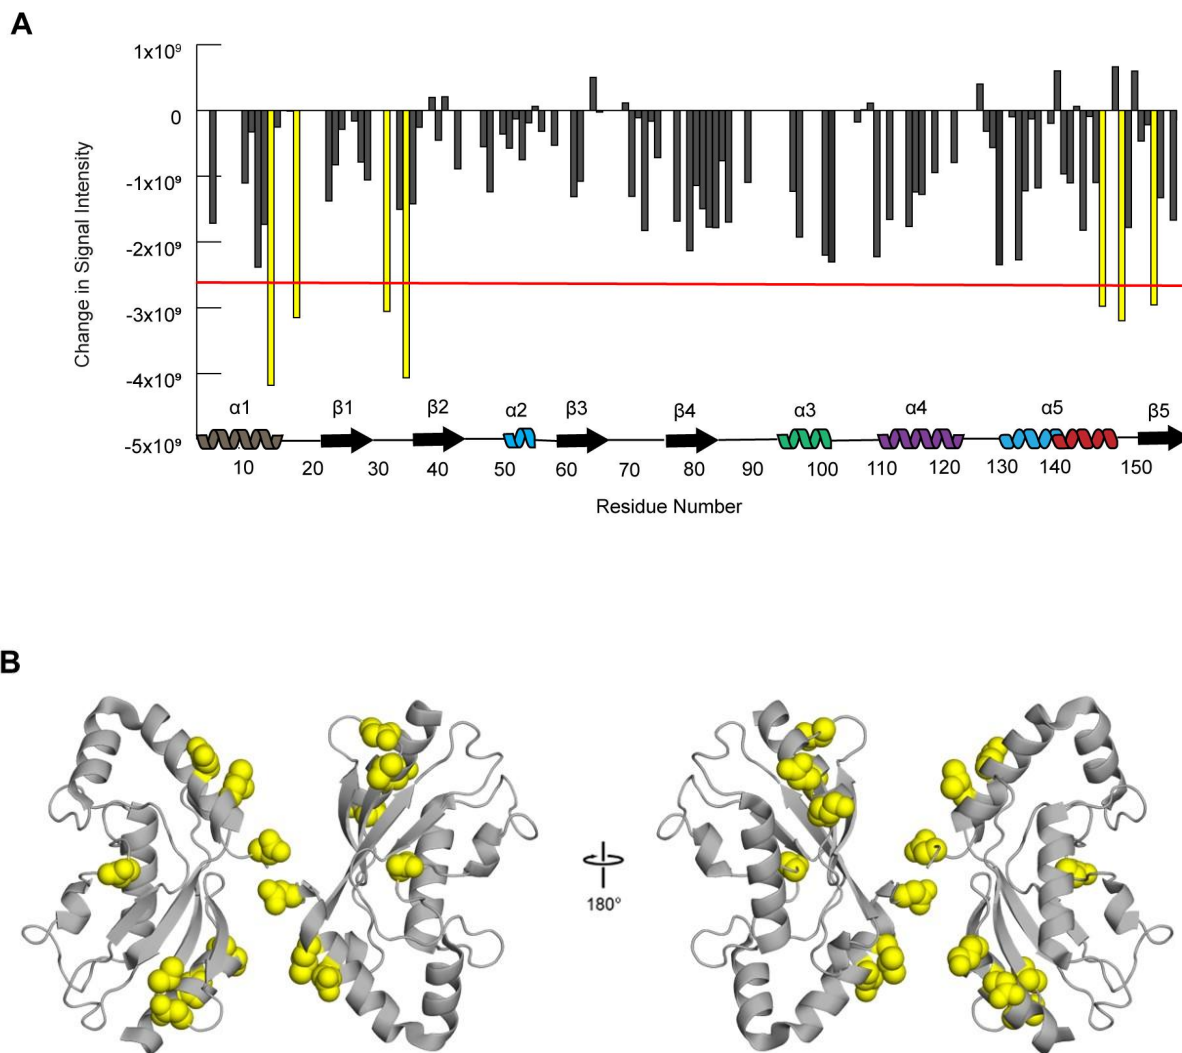 A
1x10⁹
0
-1x10⁹
-2x10⁹
-3x10⁹
-4x10⁹
-5x10⁹
Change in Signal Intensity
α1 β1 β2 α2 β3 β4 α3 α4 α5 β5
10 20 30 40 50 60 70 80 90 100 110 120 130 140 150
Residue Number
B
180°